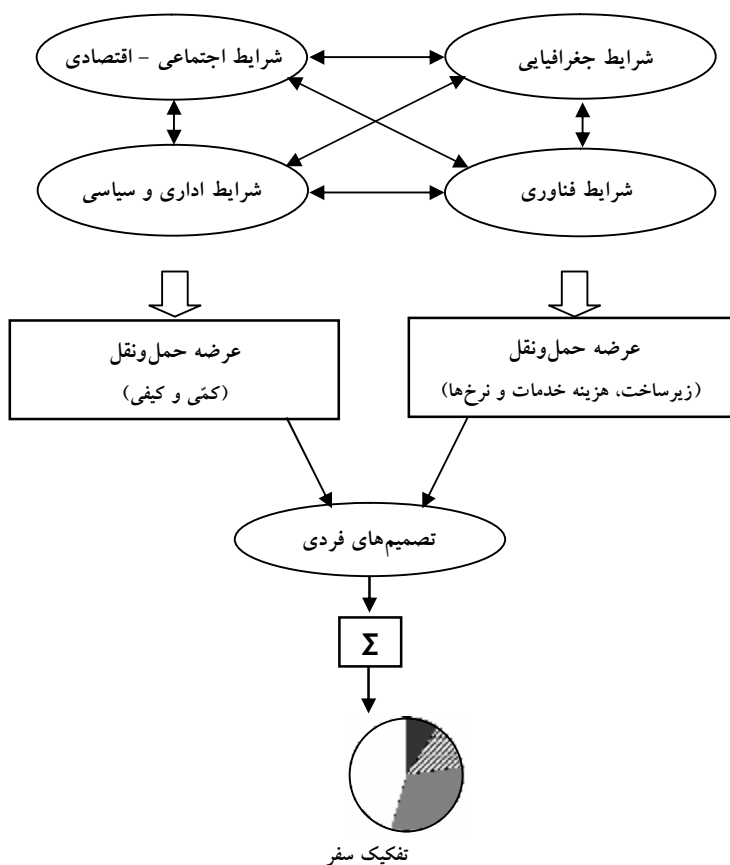 شرایط جغرافیایی
شرایط اجتماعی - اقتصادی
شرایط فناوری
شرایط اداری و سیاسی
عرضه حمل‌ونقل
(زیرساخت، هزینه خدمات و نرخ‌ها)
عرضه حمل‌ونقل
(کمّی و کیفی)
تصمیم‌های فردی
Σ
تفکیک سفر